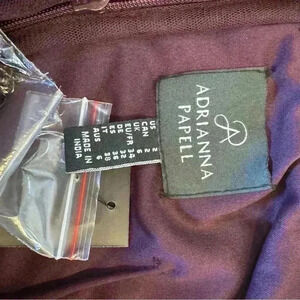 ADRIANNA
PAPELL
US 2
CAN 2
UK 6
EU/FR 34
DE 32
ES 36
IT 38
AUS 6
MADE IN
INDIA